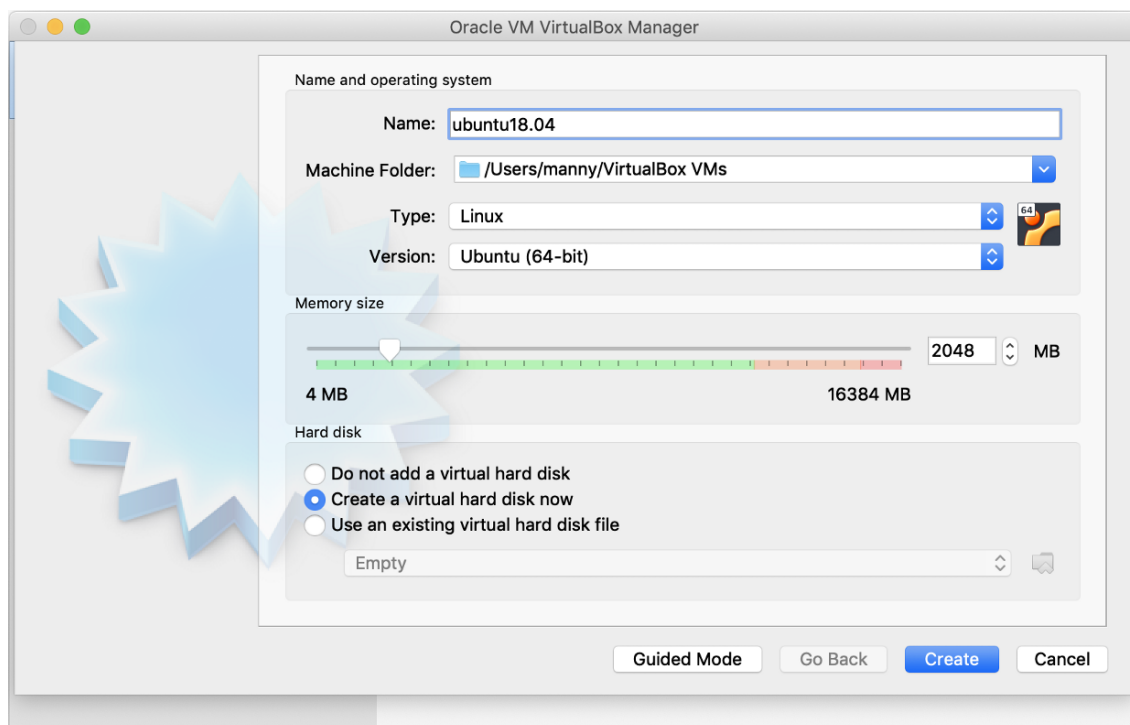 Oracle VM VirtualBox Manager
Name and operating system
Name: ubuntu18.04
Machine Folder: /Users/manny/VirtualBox VMs
Type: Linux
64
Version: Ubuntu (64-bit)
Memory size
2048 MB
4 MB 16384 MB
Hard disk
Do not add a virtual hard disk
Create a virtual hard disk now
Use an existing virtual hard disk file
Empty
Guided Mode Go Back Create Cancel